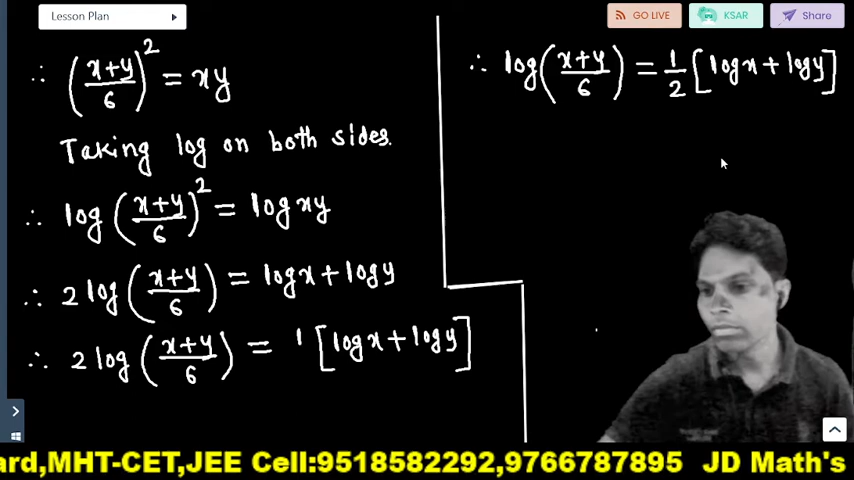 Lesson Plan
GO LIVE
KSAR
Share
∴ (x+y/6)² = xy
Taking log on both sides.
∴ log(x+y/6)² = log xy
∴ 2 log(x+y/6) = log x + log y
∴ 2 log(x+y/6) = 1 [log x + log y]
∴ log(x+y/6) = 1/2 [log x + log y]
ard,MHT-CET,JEE Cell:9518582292,9766787895 JD Math's